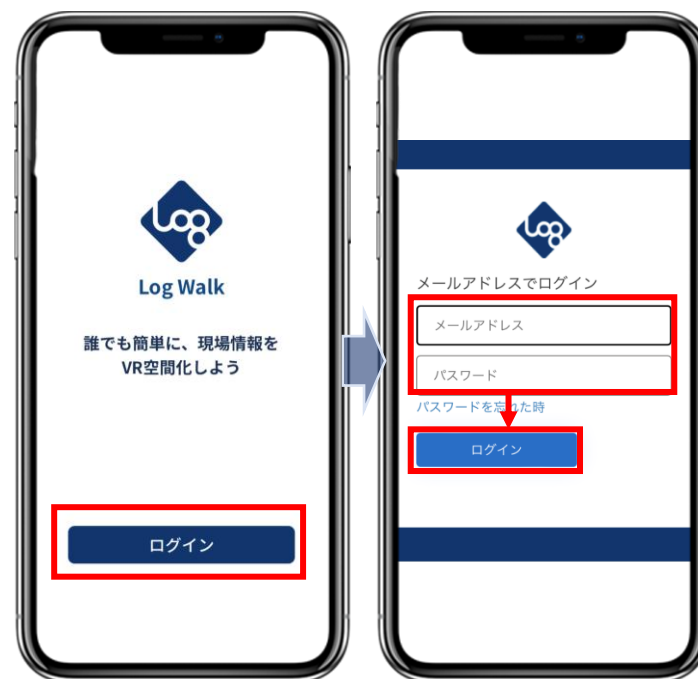 Log
Log Walk
誰でも簡単に、現場情報を
VR空間化しよう
ログイン
Log
メールアドレスでログイン
メールアドレス
パスワード
パスワードを忘れた時
ログイン